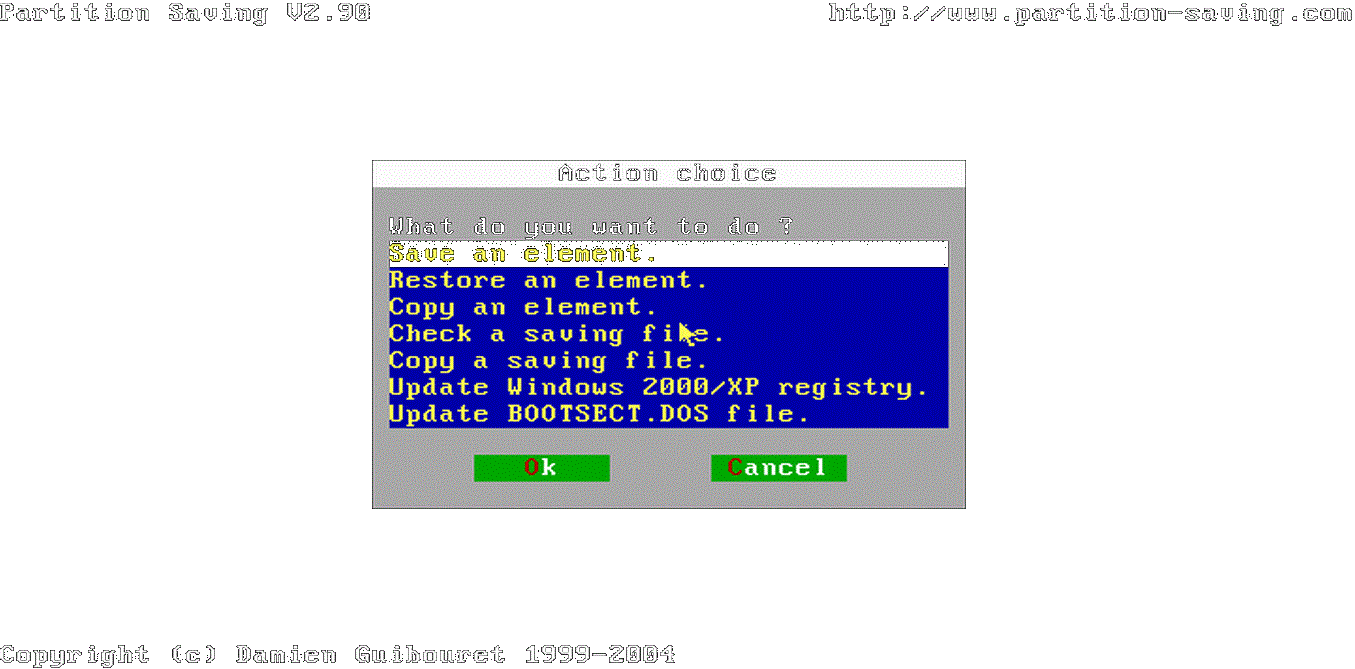 Partition Saving V2.90 http://www.partition-saving.com
Action choice
What do you want to do ?
Save an element.
Restore an element.
Copy an element.
Check a saving file.
Copy a saving file.
Update Windows 2000/XP registry.
Update BOOTSECT.DOS file.
Ok Cancel
Copyright (c) Damien Guibouret 1999-2004